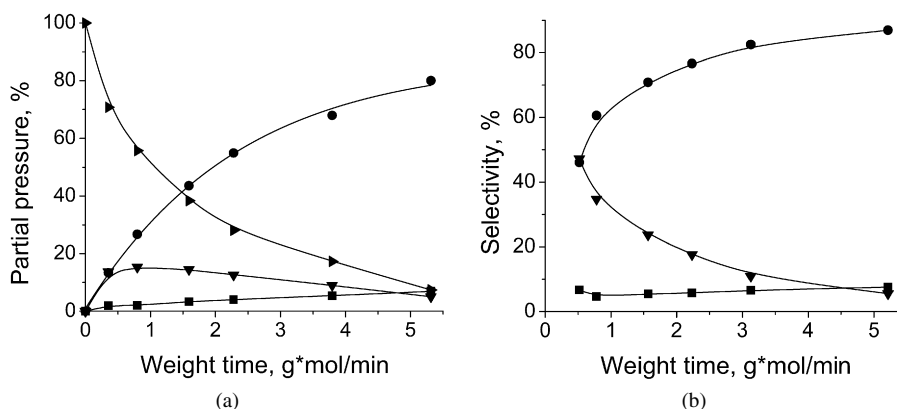 100
80
60
40
20
0
Partial pressure, %
0 1 2 3 4 5
Weight time, g*mol/min
(a)
80
60
40
20
0
Selectivity, %
0 1 2 3 4 5
Weight time, g*mol/min
(b)